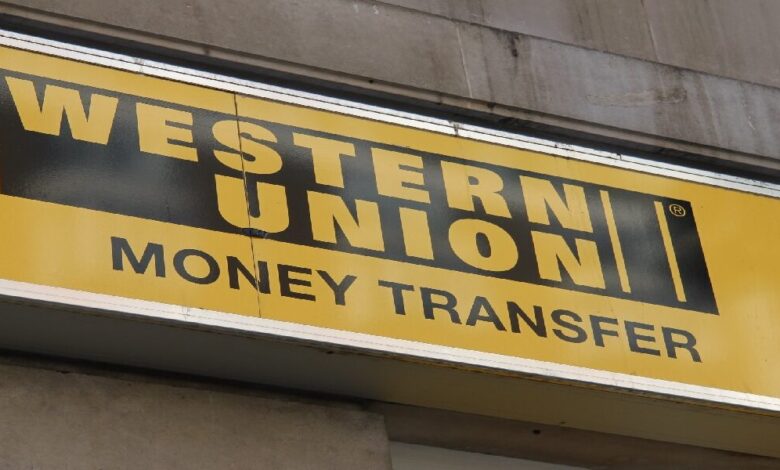 WESTERN
UNION ®
MONEY TRANSFER